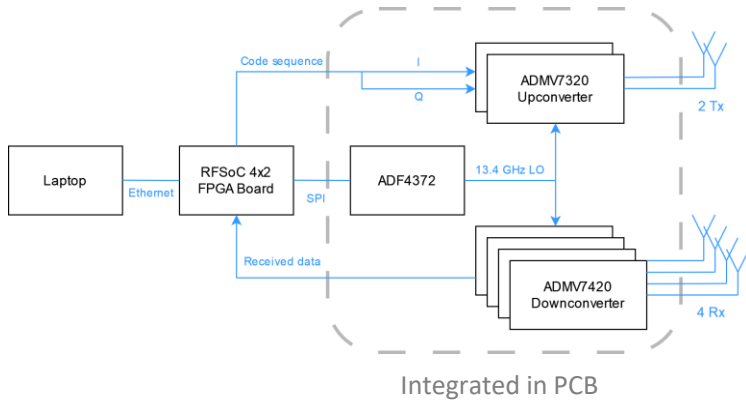 Code sequence
I
Q
ADMV7320
Upconverter
2 Tx
Laptop
Ethernet
RFSoC 4x2
FPGA Board
SPI
ADF4372
13.4 GHz LO
Received data
ADMV7420
Downconverter
4 Rx
Integrated in PCB